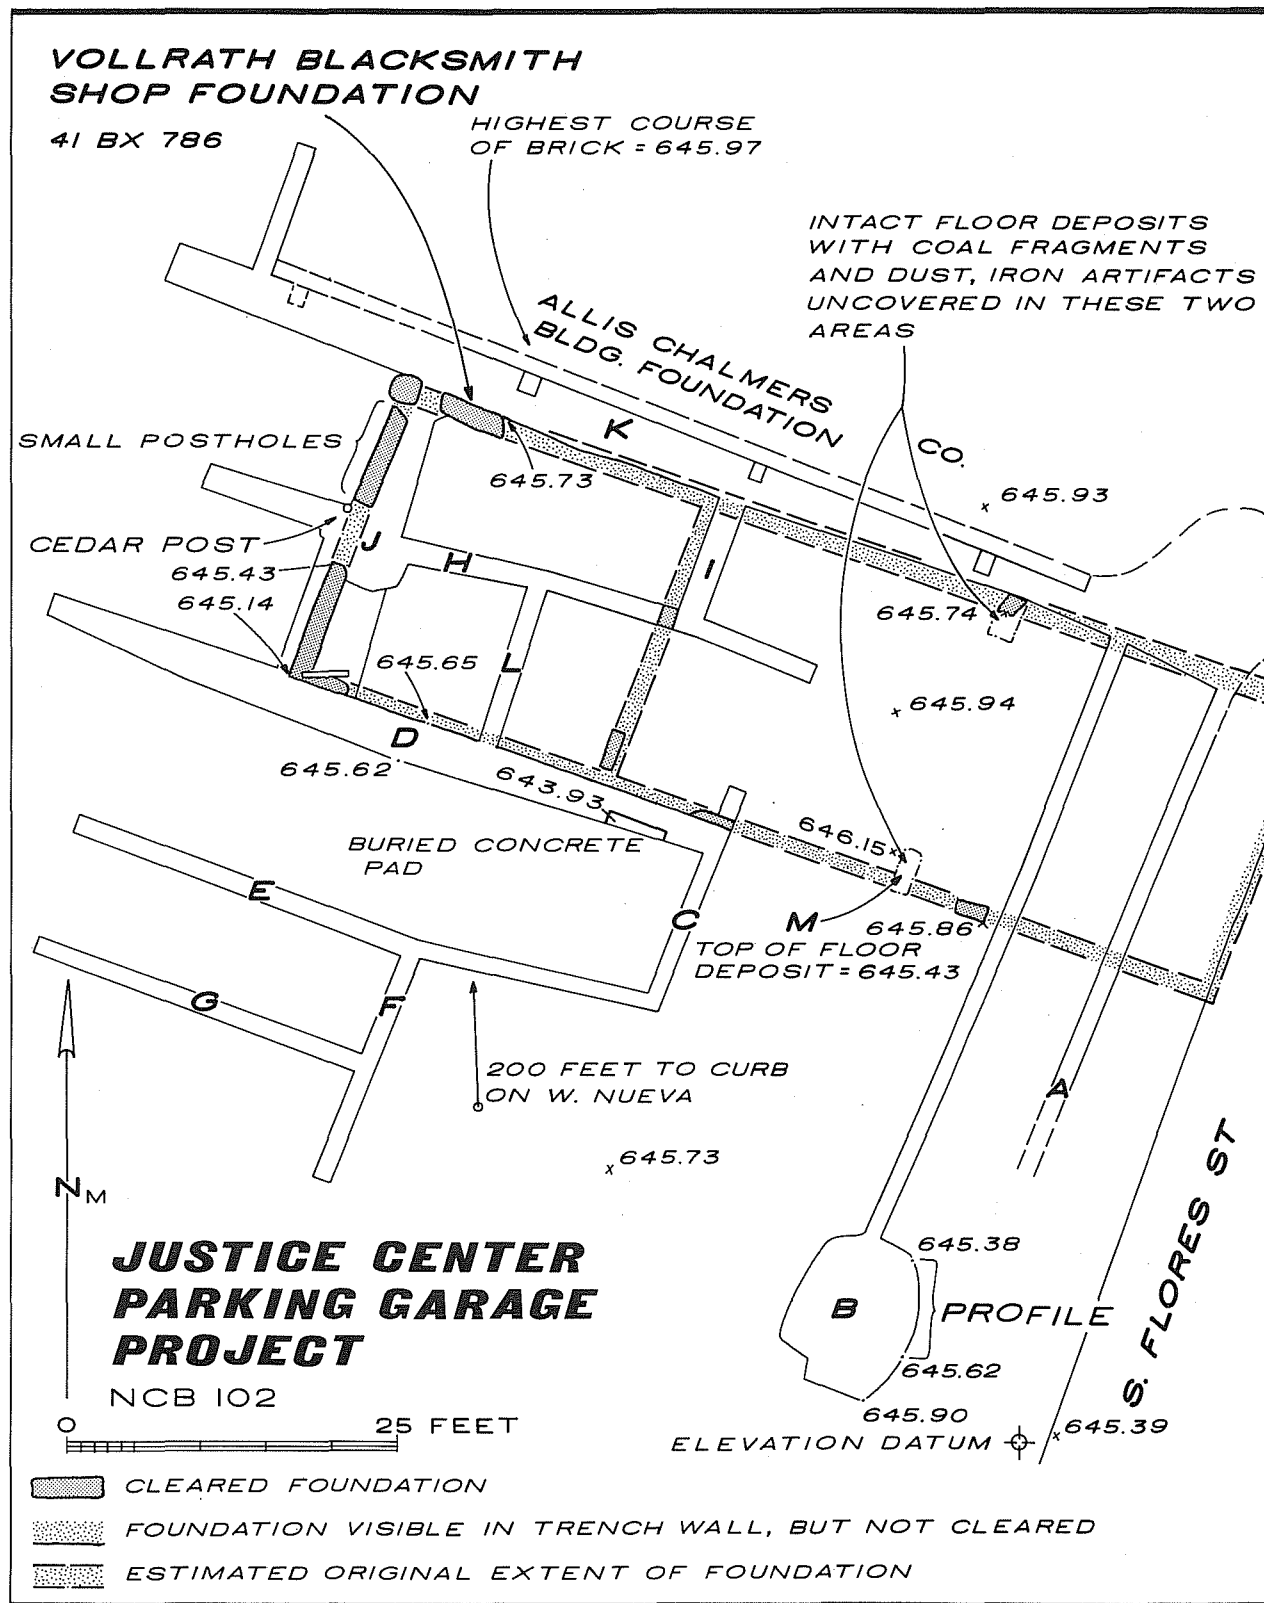 VOLLRATH BLACKSMITH
SHOP FOUNDATION
41 BX 786
HIGHEST COURSE
OF BRICK = 645.97
INTACT FLOOR DEPOSITS
WITH COAL FRAGMENTS
AND DUST, IRON ARTIFACTS
UNCOVERED IN THESE TWO
AREAS
ALLIS CHALMERS CO.
BLDG. FOUNDATION
K
SMALL POSTHOLES
645.73
645.93
CEDAR POST
J
H
I
645.43
645.14
645.74
645.65
L
645.94
D
645.62
643.93
BURIED CONCRETE
PAD
646.15
E
C
M
645.86
TOP OF FLOOR
DEPOSIT = 645.43
G
F
200 FEET TO CURB
ON W. NUEVA
A
645.73
NM
S. FLORES ST
645.38
B
PROFILE
645.62
645.90
ELEVATION DATUM
645.39
JUSTICE CENTER
PARKING GARAGE
PROJECT
NCB 102
0 25 FEET
CLEARED FOUNDATION
FOUNDATION VISIBLE IN TRENCH WALL, BUT NOT CLEARED
ESTIMATED ORIGINAL EXTENT OF FOUNDATION